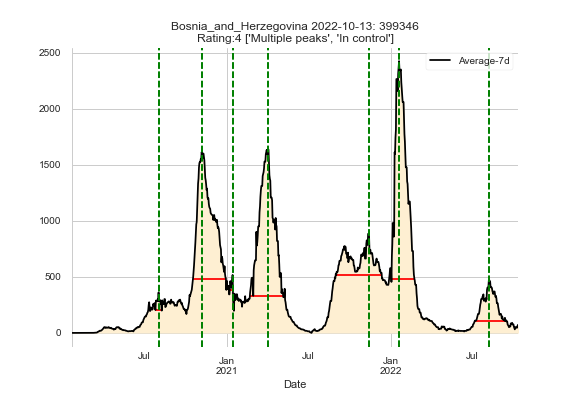 Bosnia_and_Herzegovina 2022-10-13: 399346
Rating:4 ['Multiple peaks', 'In control']
Average-7d
2500
2000
1500
1000
500
0
Jul
Jan
2021
Jul
Jan
2022
Jul
Date